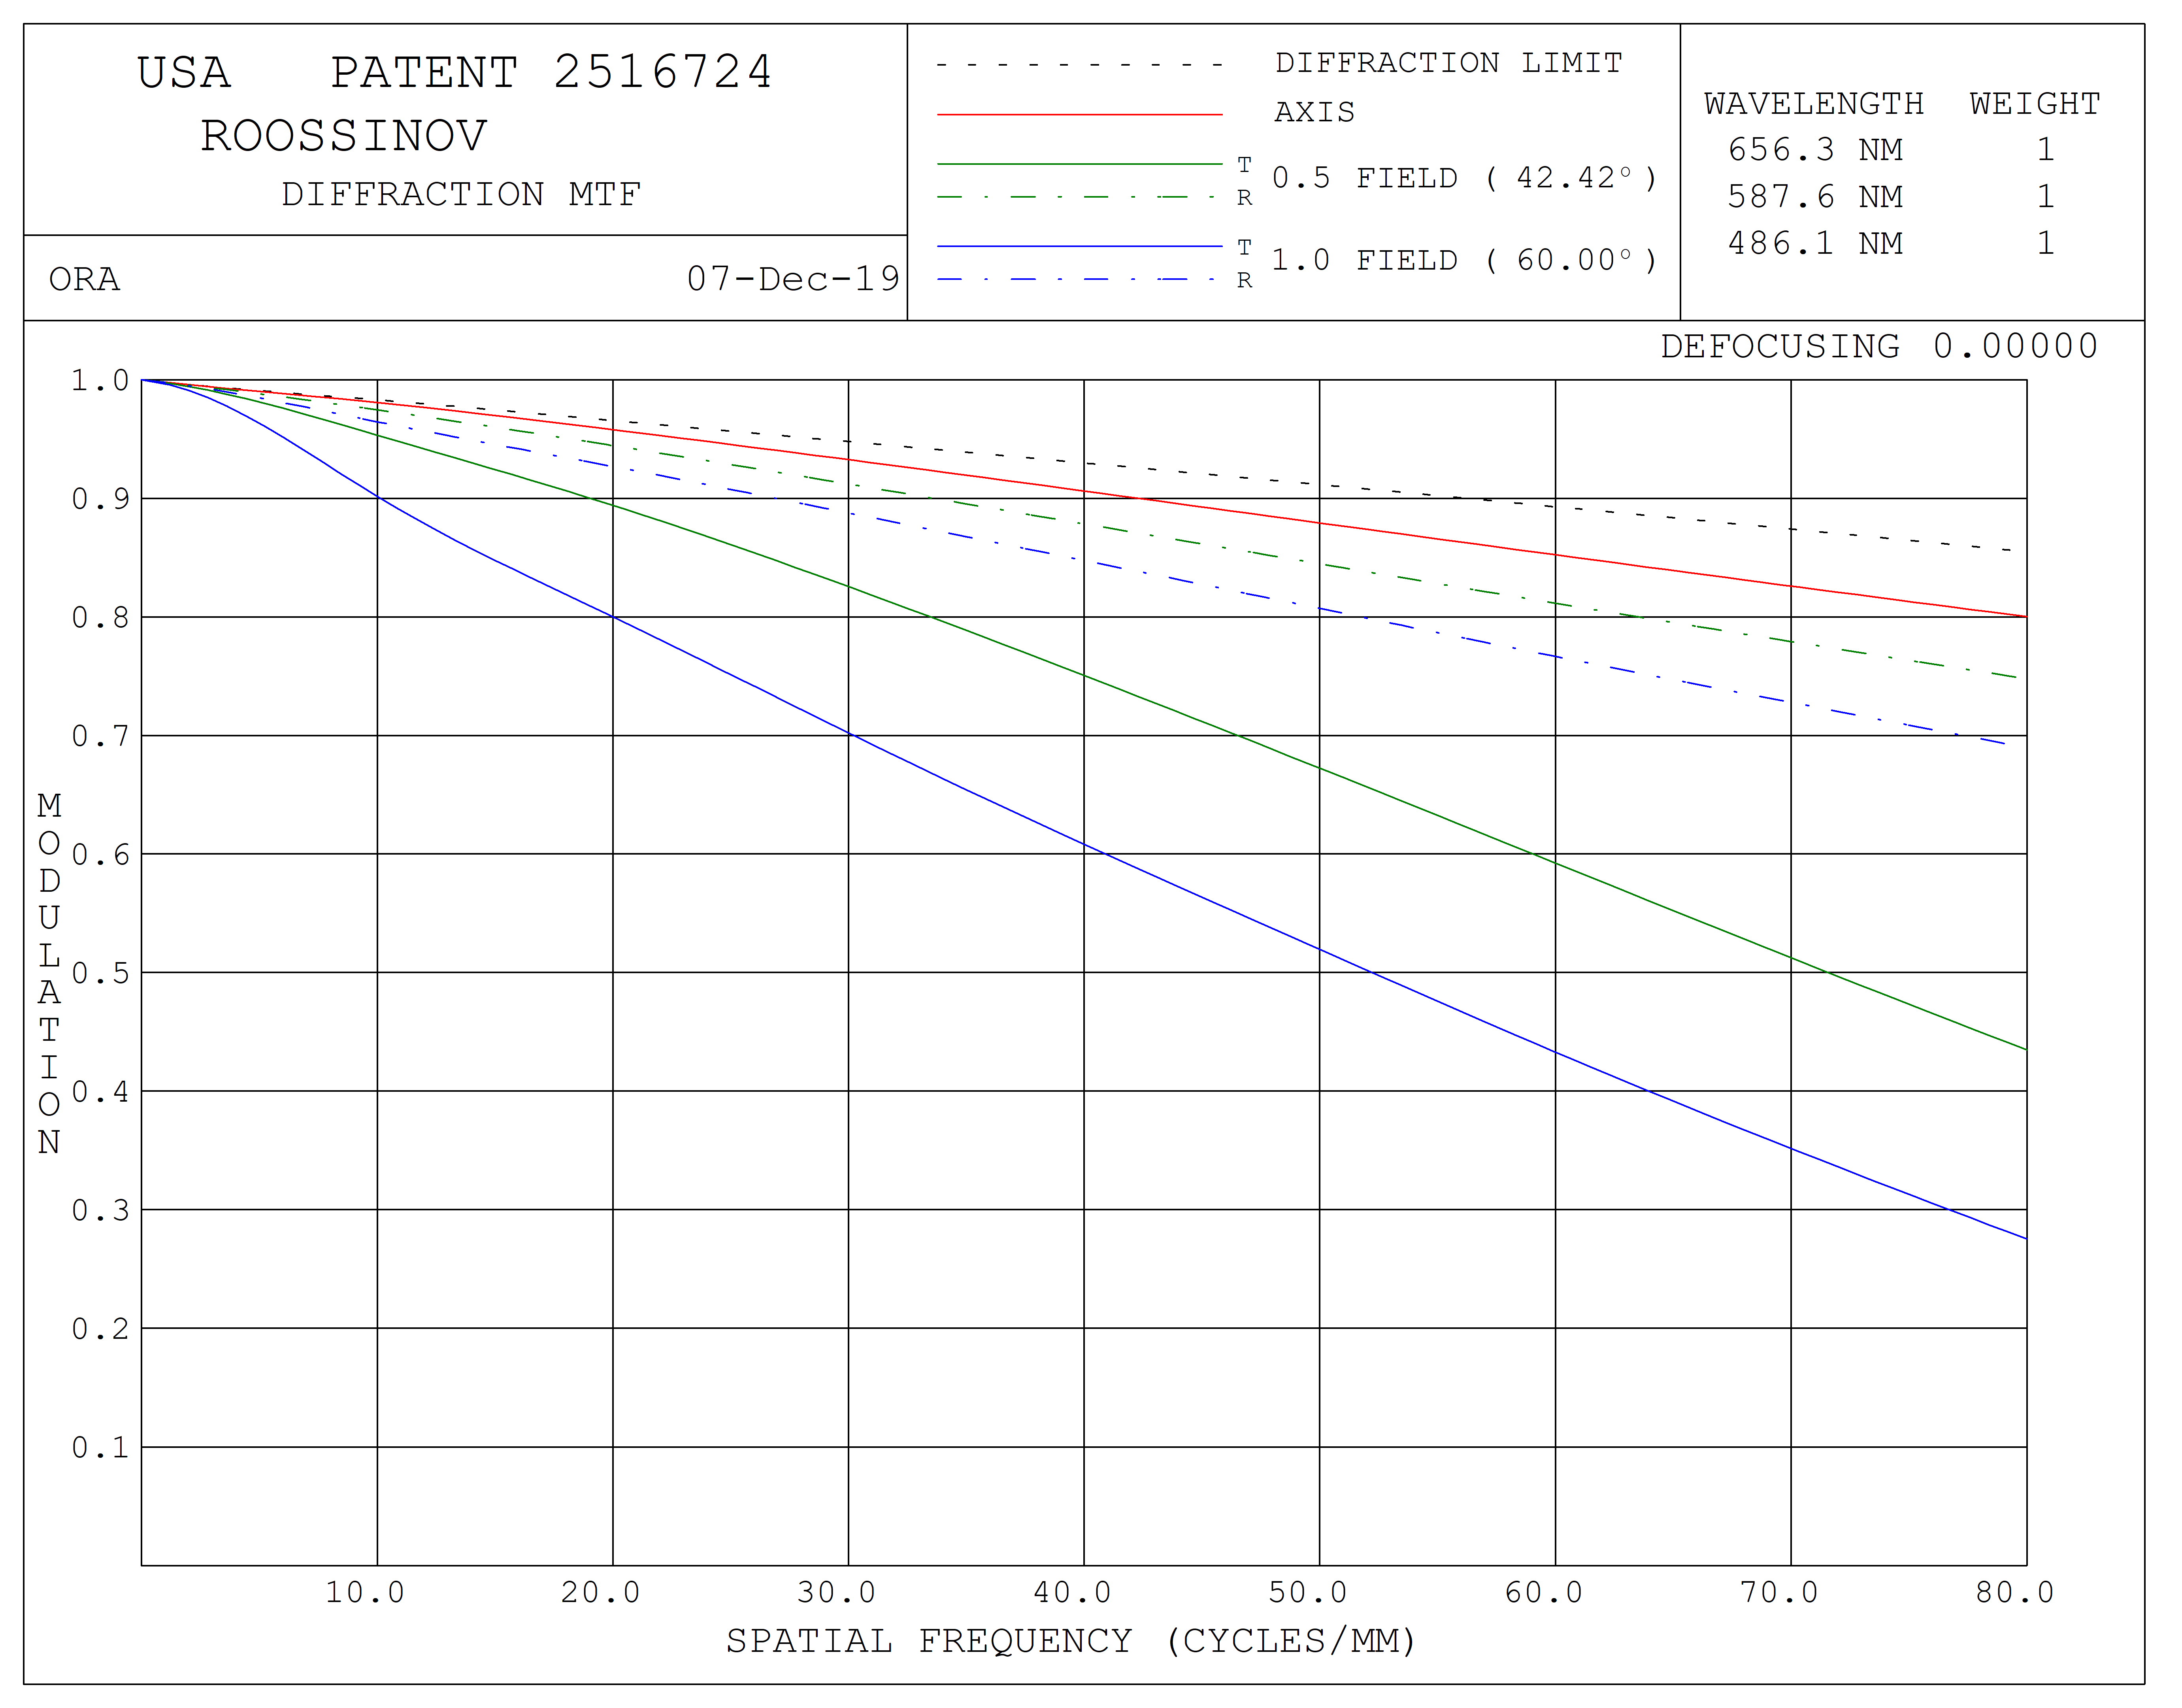 USA   PATENT 2516724
ROOSSINOV
DIFFRACTION MTF
ORA
07-Dec-19
DIFFRACTION LIMIT
AXIS
T
R
0.5 FIELD ( 42.42°)
T
R
1.0 FIELD ( 60.00°)
WAVELENGTH  WEIGHT
656.3 NM  1
587.6 NM  1
486.1 NM  1
DEFOCUSING 0.00000
1.0
0.9
0.8
0.7
0.6
0.5
0.4
0.3
0.2
0.1
MODULATION
10.0 20.0 30.0 40.0 50.0 60.0 70.0 80.0
SPATIAL FREQUENCY (CYCLES/MM)